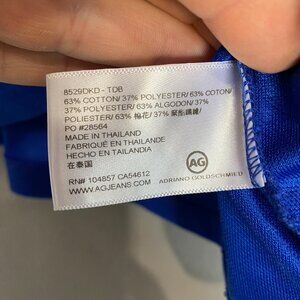 8529DKD - TDB
63% COTTON/ 37% POLYESTER/ 63% COTON/
37% POLYESTER/ 63% ALGODON/ 37%
POLIESTER/ 63% 棉花/ 37% 聚酯纖維/
PO #28564
MADE IN THAILAND
FABRIQUÉ EN THAILANDE
HECHO EN TAILANDIA
在泰国
AG
RN# 104857 CA54612
WWW.AGJEANS.COM
ADRIANO GOLDSCHMIED